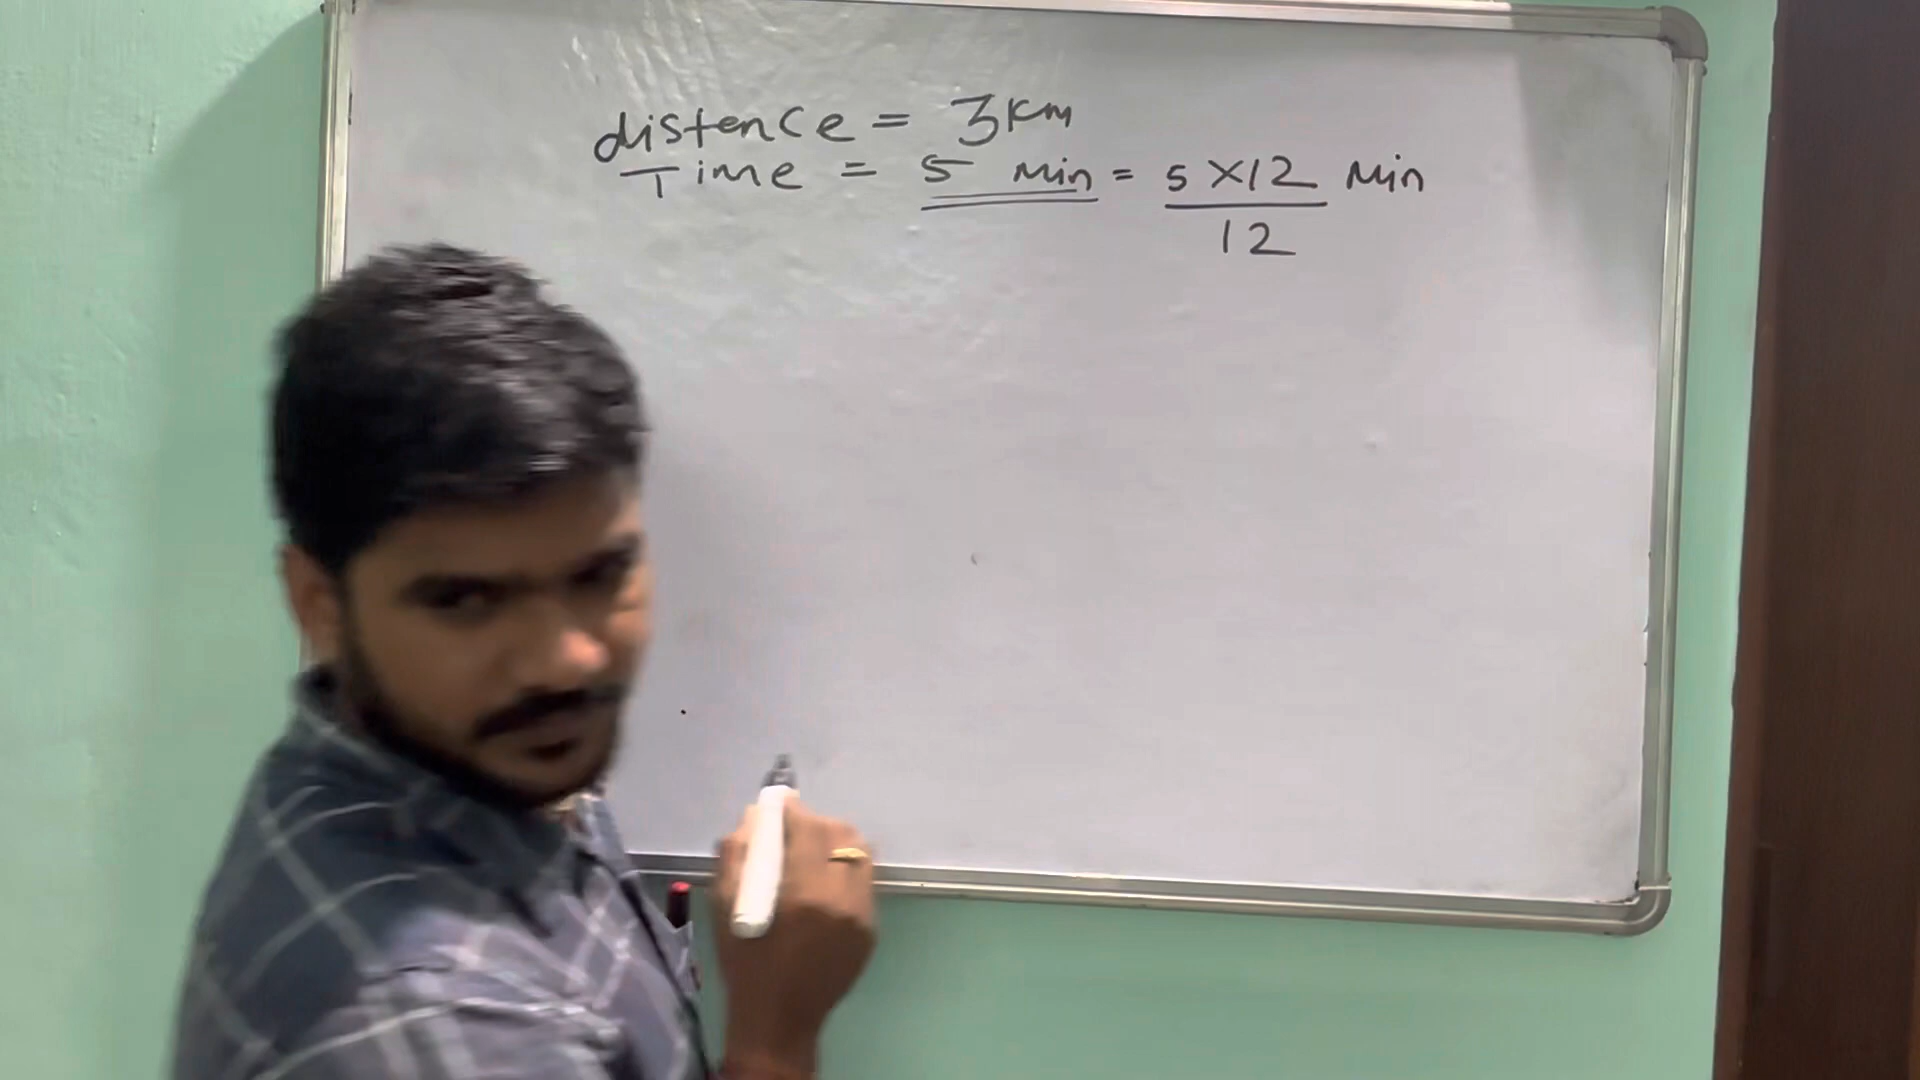 distence = 3km
Time = 5 Min = 5 ×12 Min
12